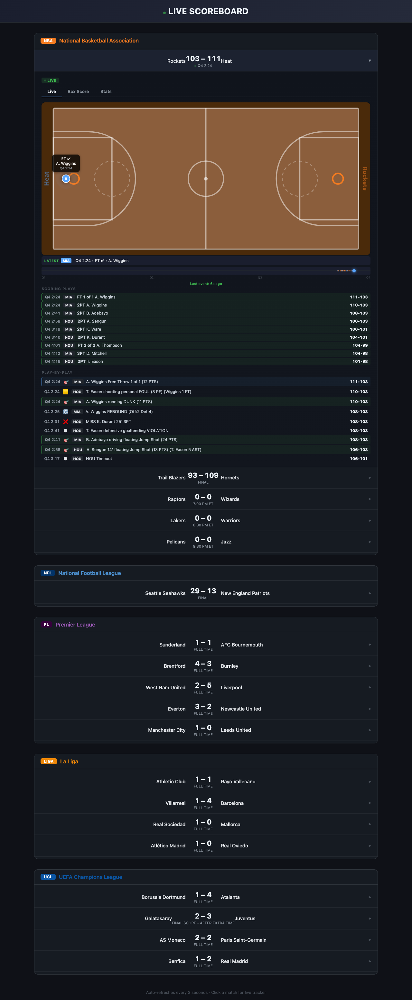 LIVE SCOREBOARD
NBA National Basketball Association
Rockets 103 – 111 Heat ▼
Q4 2:24
LIVE
Live Box Score Stats
FT ✔
A. Wiggins
Q4 2:24
Heat
Rockets
LATEST MIA Q4 2:24 • FT ✔ • A. Wiggins
Q1 Q2 Q3 Q4
Last event: 6s ago
SCORING PLAYS
Q4 2:24 MIA FT 1 of 1 A. Wiggins 111-103
Q4 2:24 MIA 2PT A. Wiggins 110-103
Q4 2:41 MIA 2PT B. Adebayo 108-103
Q4 2:58 HOU 2PT A. Sengun 106-103
Q4 3:19 MIA 2PT K. Ware 106-101
Q4 3:40 HOU 2PT K. Durant 104-101
Q4 4:01 HOU FT 2 of 2 A. Thompson 104-99
Q4 4:12 MIA 3PT D. Mitchell 104-98
Q4 4:16 HOU 2PT T. Eason 101-98
PLAY-BY-PLAY
Q4 2:24 🎯 MIA A. Wiggins Free Throw 1 of 1 (12 PTS) 111-103
Q4 2:24 🟨 HOU T. Eason shooting personal FOUL (3 PF) (Wiggins 1 FT) 110-103
Q4 2:24 🎯 MIA A. Wiggins running DUNK (11 PTS) 110-103
Q4 2:25 🔄 MIA A. Wiggins REBOUND (Off:2 Def:4) 108-103
Q4 2:31 ❌ HOU MISS K. Durant 25' 3PT 108-103
Q4 2:41 ⚪ HOU T. Eason defensive goaltending VIOLATION 108-103
Q4 2:41 🎯 MIA B. Adebayo driving floating Jump Shot (24 PTS) 108-103
Q4 2:58 🎯 HOU A. Sengun 14' floating Jump Shot (13 PTS) (T. Eason 5 AST) 106-103
Q4 3:17 ⚪ HOU HOU Timeout 106-101
Trail Blazers 93 – 109 Hornets ►
FINAL
Raptors 0 – 0 Wizards ►
7:00 PM ET
Lakers 0 – 0 Warriors ►
8:30 PM ET
Pelicans 0 – 0 Jazz ►
9:30 PM ET
NFL National Football League
Seattle Seahawks 29 – 13 New England Patriots ►
FINAL
PL Premier League
Sunderland 1 – 1 AFC Bournemouth ►
FULL TIME
Brentford 4 – 3 Burnley ►
FULL TIME
West Ham United 2 – 5 Liverpool ►
FULL TIME
Everton 3 – 2 Newcastle United ►
FULL TIME
Manchester City 1 – 0 Leeds United ►
FULL TIME
LIGA La Liga
Athletic Club 1 – 1 Rayo Vallecano ►
FULL TIME
Villarreal 1 – 4 Barcelona ►
FULL TIME
Real Sociedad 1 – 0 Mallorca ►
FULL TIME
Atlético Madrid 1 – 0 Real Oviedo ►
FULL TIME
UCL UEFA Champions League
Borussia Dortmund 1 – 4 Atalanta ►
FULL TIME
Galatasaray 2 – 3 Juventus ►
FINAL SCORE - AFTER EXTRA TIME
AS Monaco 2 – 2 Paris Saint-Germain ►
FULL TIME
Benfica 1 – 2 Real Madrid ►
FULL TIME
Auto-refreshes every 3 seconds · Click a match for live tracker